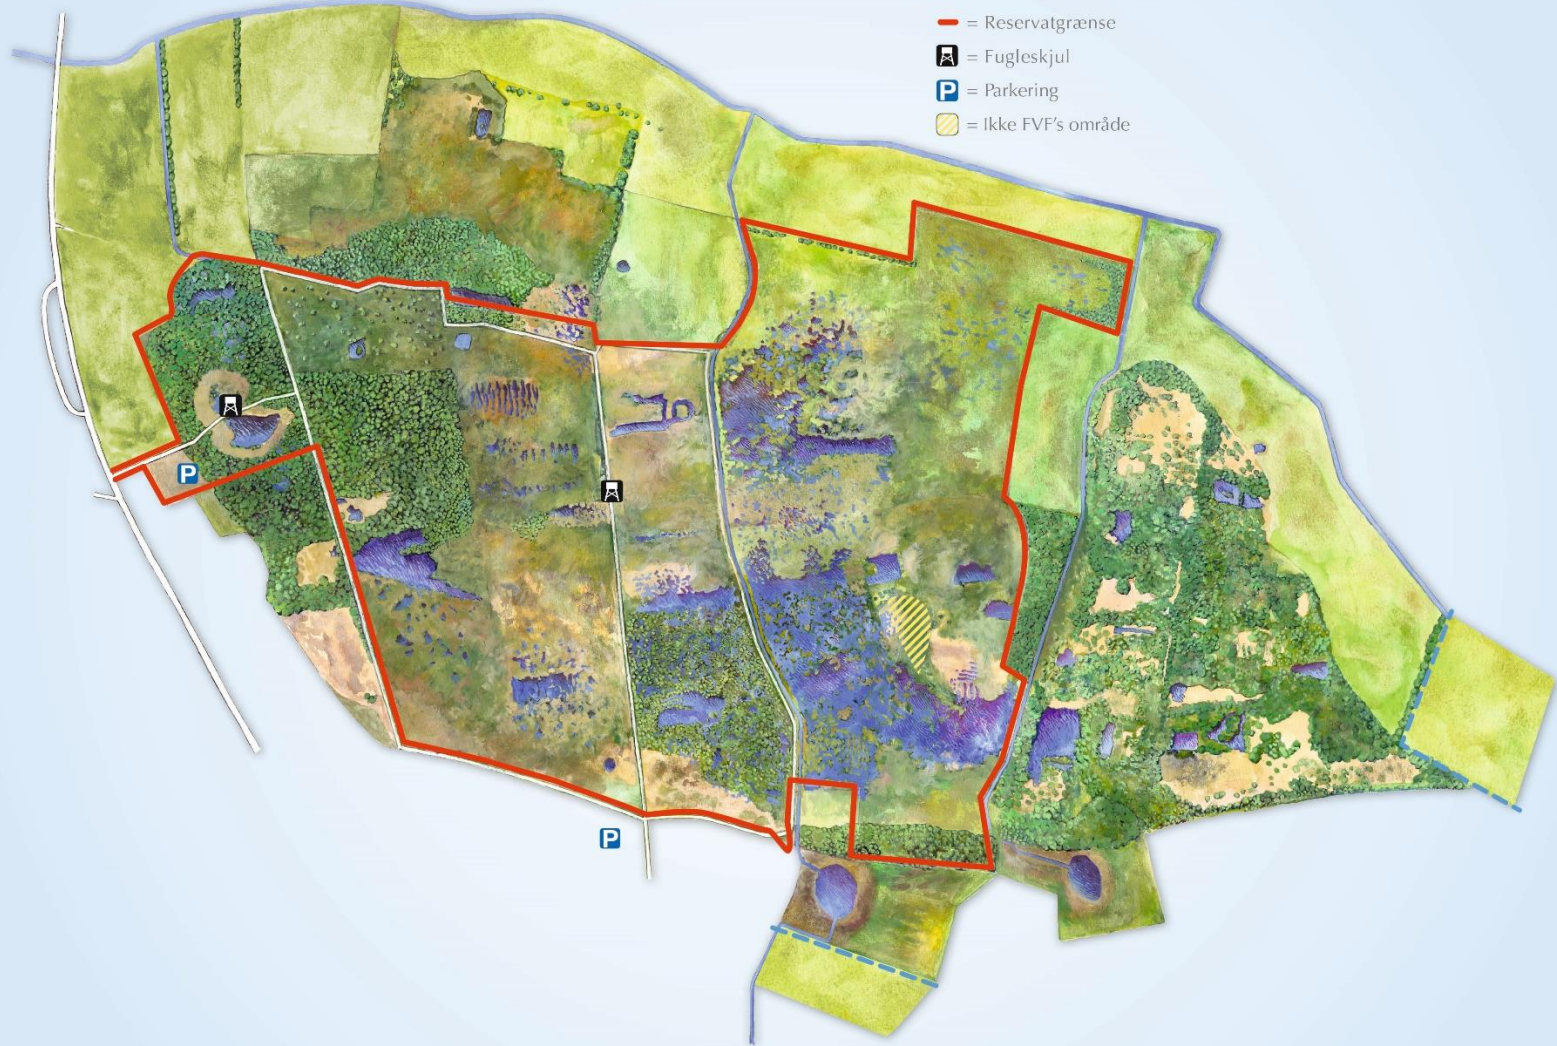 = Reservatgrænse
= Fugleskjul
P = Parkering
= Ikke FVF's område
P
P